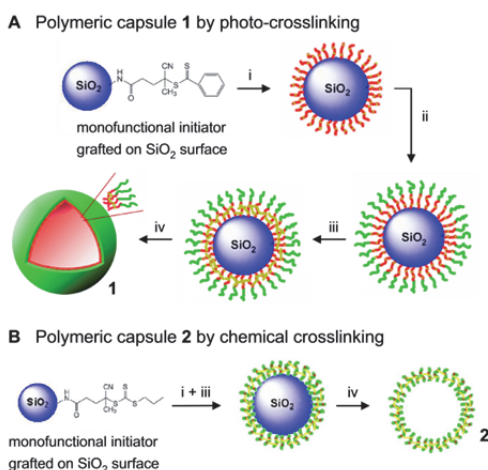 A Polymeric capsule 1 by photo-crosslinking
SiO2
H
N
O
CN
CH3
S
S
i
SiO2
monofunctional initiator
grafted on SiO2 surface
ii
1
iv
SiO2
iii
SiO2
B Polymeric capsule 2 by chemical crosslinking
SiO2
H
N
O
CN
CH3
S
S
S
i + iii
SiO2
iv
2
monofunctional initiator
grafted on SiO2 surface